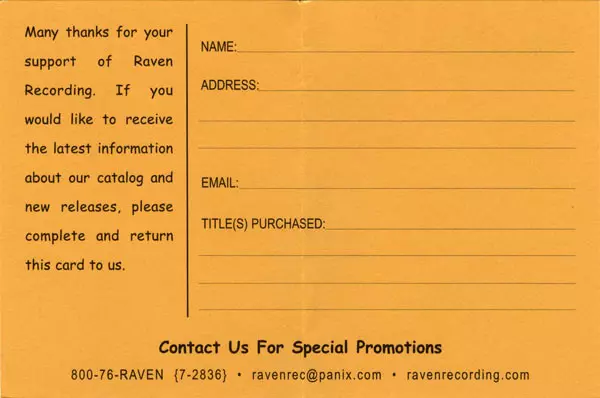 Many thanks for your
support of Raven
Recording. If you
would like to receive
the latest information
about our catalog and
new releases, please
complete and return
this card to us.
NAME:
ADDRESS:
EMAIL:
TITLE(S) PURCHASED:
Contact Us For Special Promotions
800-76-RAVEN {7-2836} • ravenrec@panix.com • ravenrecording.com